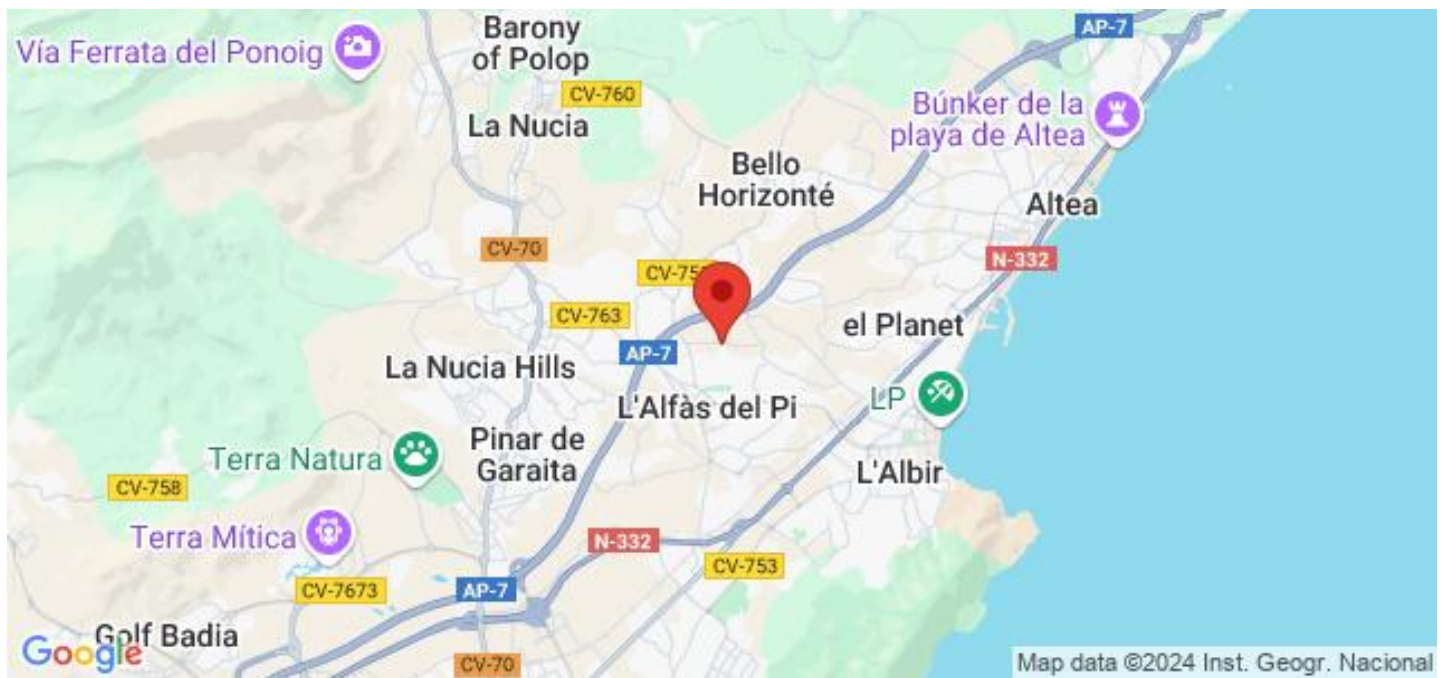 Barony
of Polop
AP-7
Vía Ferrata del Ponoig
CV-760
Búnker de la
playa de Altea
La Nucia
Bello
Horizonté
Altea
CV-70
N-332
CV-763
el Planet
AP-7
La Nucia Hills
LP
L'Alfàs del Pi
Pinar de
Garaita
Terra Natura
L'Albir
CV-758
Terra Mítica
N-332
CV-753
CV-7673
AP-7
Golf Badia
Google
CV-70
Map data ©2024 Inst. Geogr. Nacional